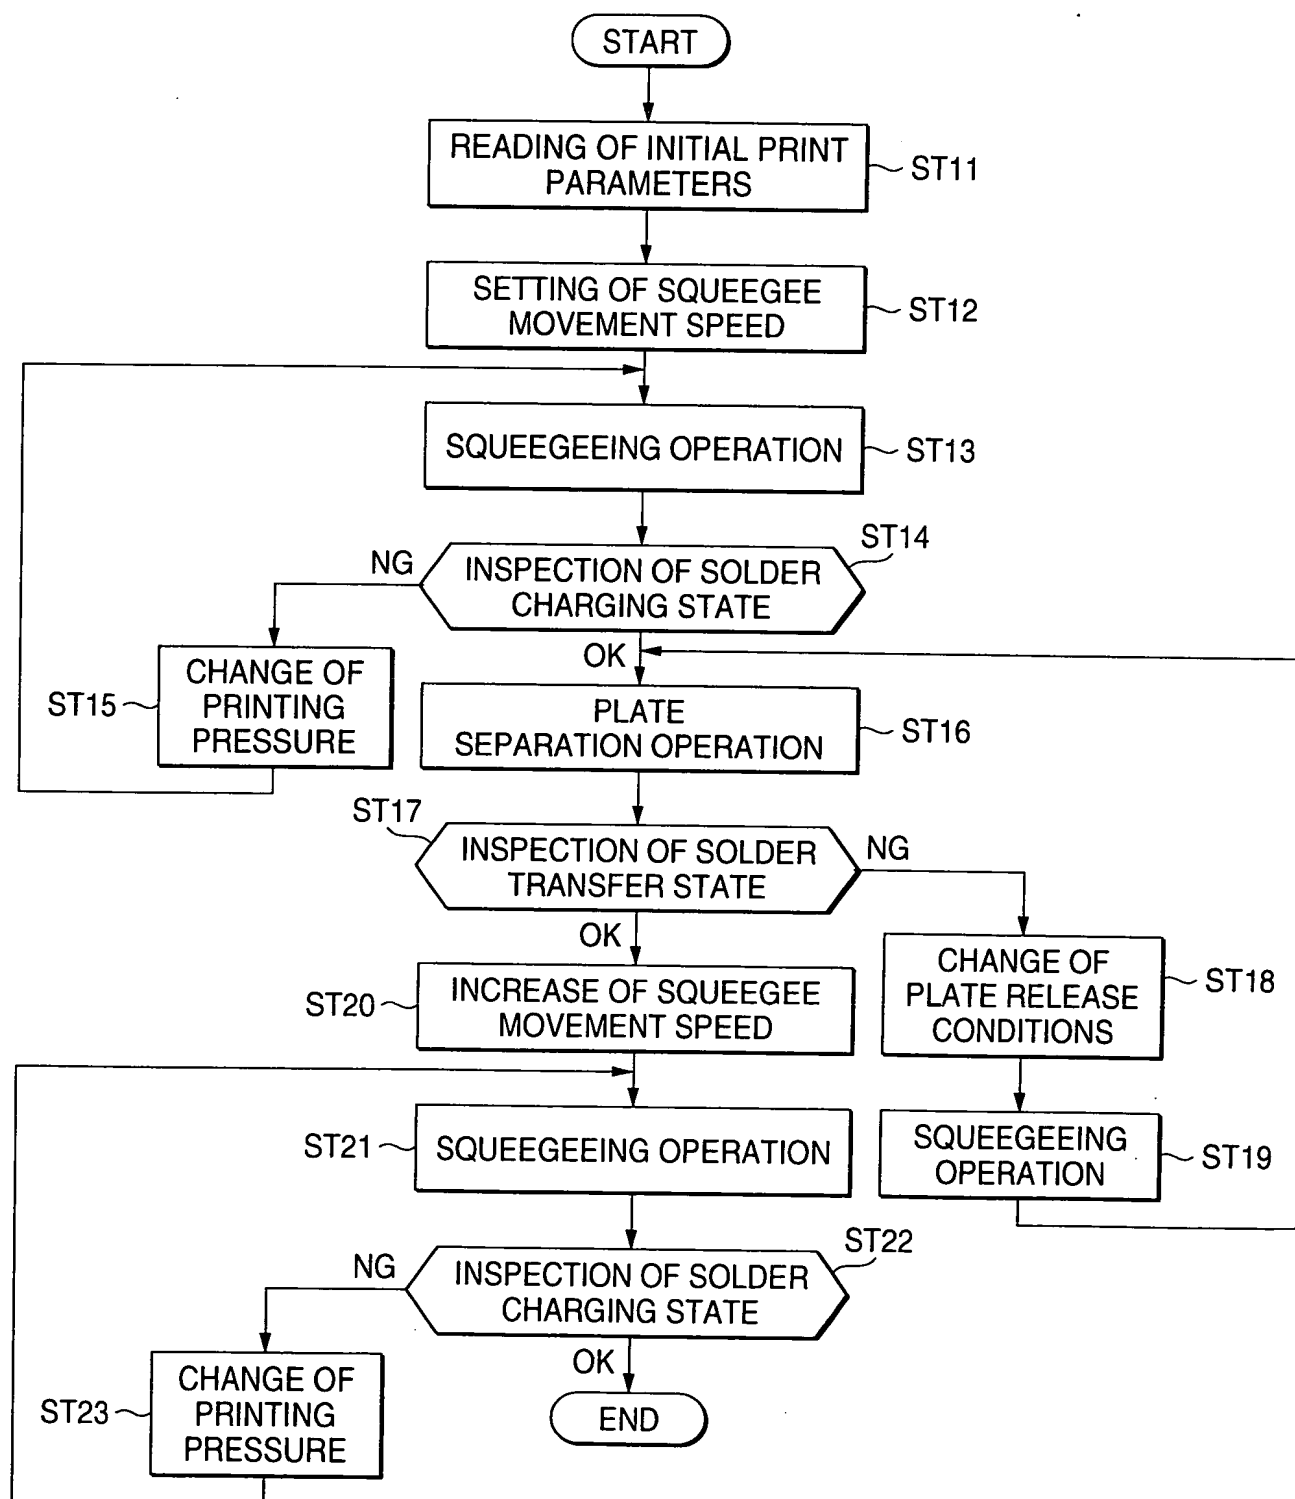 START
READING OF INITIAL PRINT
PARAMETERS
ST11
SETTING OF SQUEEGEE
MOVEMENT SPEED
ST12
SQUEEGEEING OPERATION
ST13
ST14
NG
INSPECTION OF SOLDER
CHARGING STATE
OK
CHANGE OF
PRINTING
PRESSURE
ST15
PLATE
SEPARATION OPERATION
ST16
ST17
INSPECTION OF SOLDER
TRANSFER STATE
NG
OK
CHANGE OF
PLATE RELEASE
CONDITIONS
ST18
ST20
INCREASE OF SQUEEGEE
MOVEMENT SPEED
SQUEEGEEING
OPERATION
ST19
ST21
SQUEEGEEING OPERATION
ST22
NG
INSPECTION OF SOLDER
CHARGING STATE
OK
CHANGE OF
PRINTING
PRESSURE
ST23
END